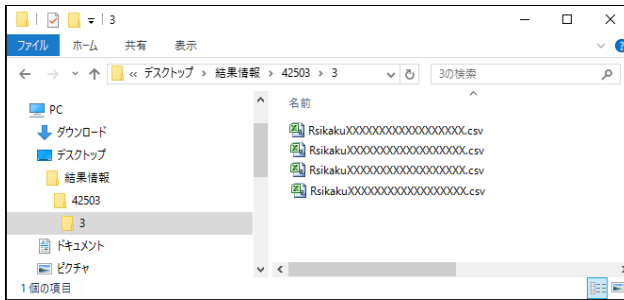 3
ファイル ホーム 共有 表示
« デスクトップ › 結果情報 › 42503 › 3 3の検索
PC
ダウンロード
デスクトップ
結果情報
42503
3
ドキュメント
ピクチャ
名前
RsikakuXXXXXXXXXXXXXXXXXX.csv
RsikakuXXXXXXXXXXXXXXXXXX.csv
RsikakuXXXXXXXXXXXXXXXXXX.csv
RsikakuXXXXXXXXXXXXXXXXXX.csv
1 個の項目